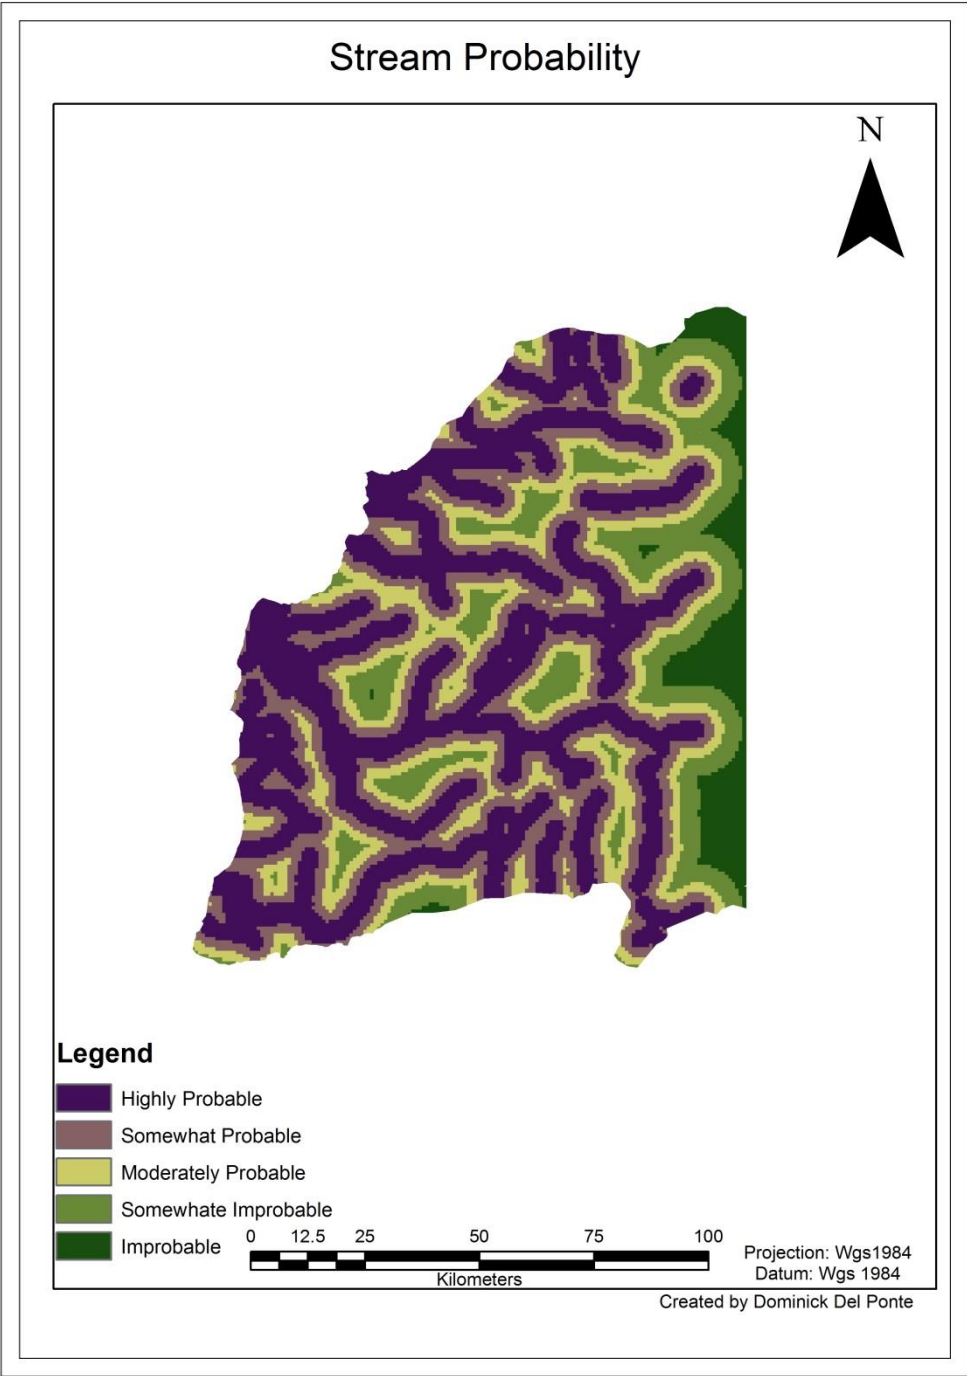 Stream Probability
N
Legend
Highly Probable
Somewhat Probable
Moderately Probable
Somewhate Improbable
Improbable
0 12.5 25 50 75 100
Kilometers
Projection: Wgs1984
Datum: Wgs 1984
Created by Dominick Del Ponte